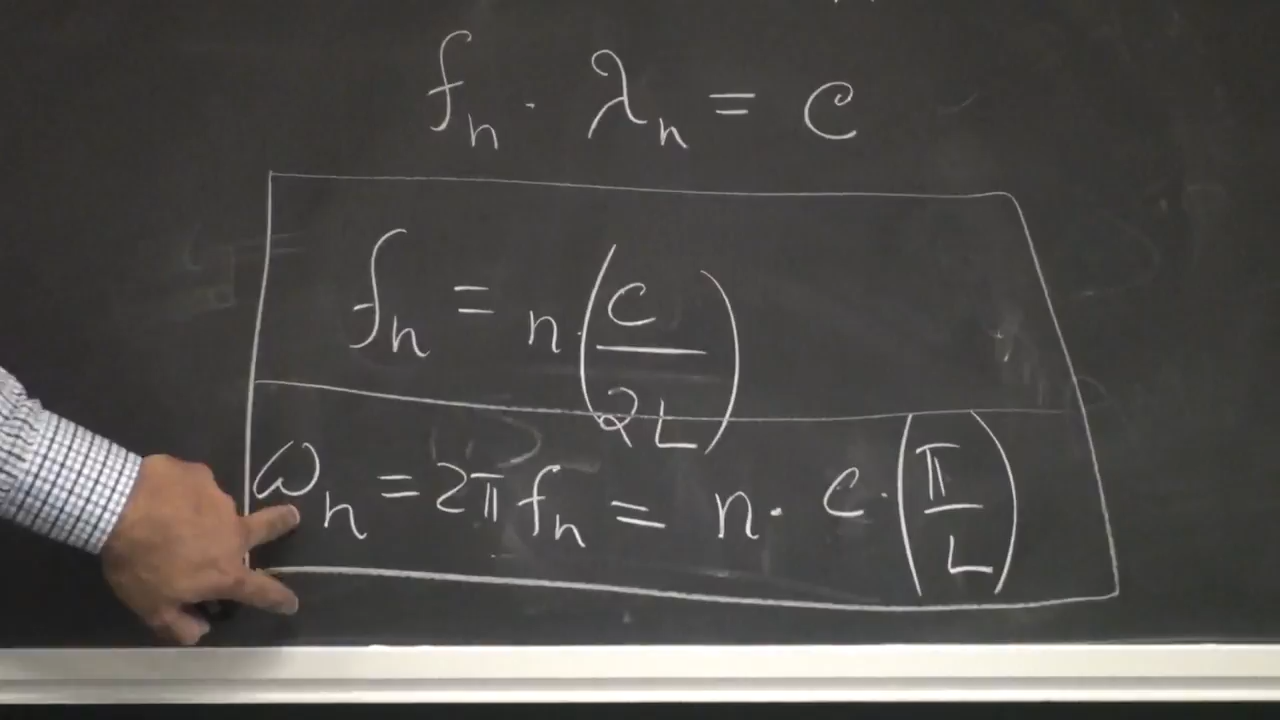 fₙ · λₙ = c
fₙ = n · (c / 2L)
ωₙ = 2π fₙ = n · c · (π / L)